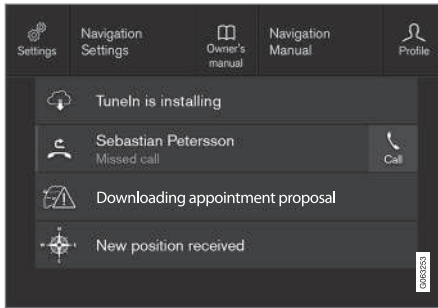 Settings
Navigation
Settings
Owner's
manual
Navigation
Manual
Profile
TuneIn is installing
Sebastian Petersson
Missed call
Call
Downloading appointment proposal
New position received
G063253